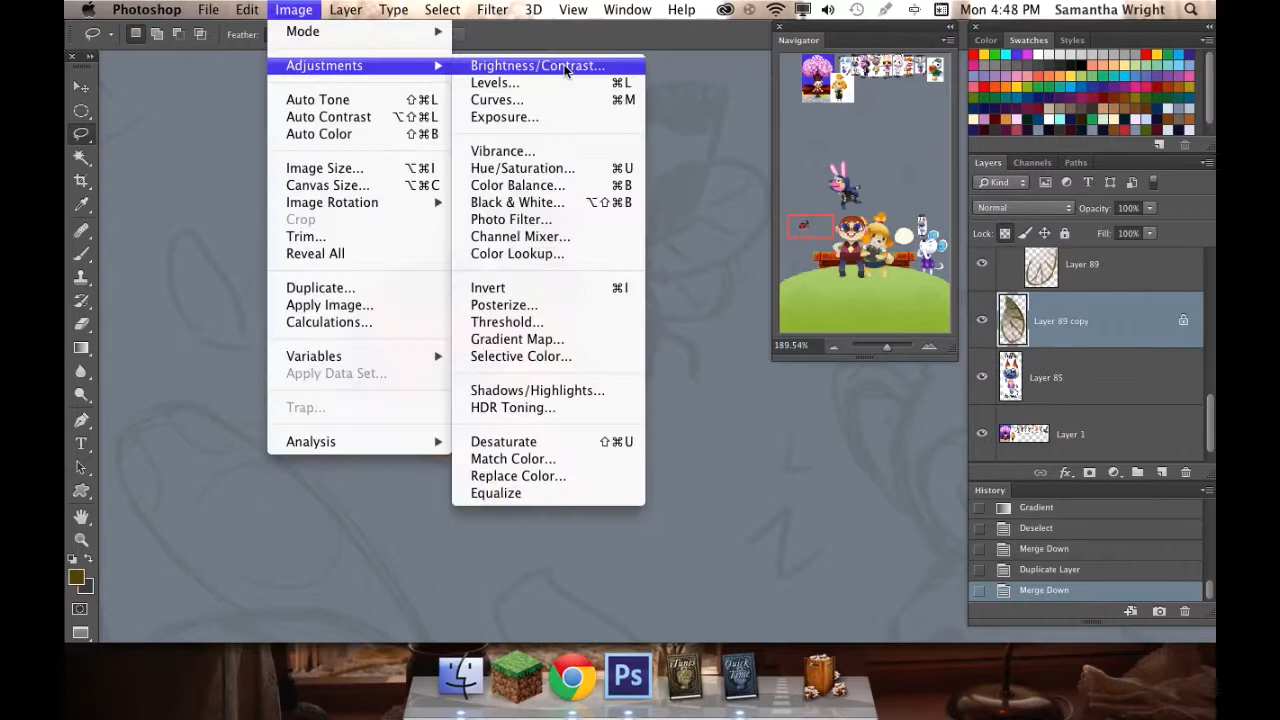 Photoshop File Edit Image Layer Type Select Filter 3D View Window Help Mon 4:48 PM Samantha Wright
Feather:
Mode
Adjustments
Auto Tone ⇧⌘L
Auto Contrast ⌥⇧⌘L
Auto Color ⇧⌘B
Image Size... ⌥⌘I
Canvas Size... ⌥⌘C
Image Rotation
Crop
Trim...
Reveal All
Duplicate...
Apply Image...
Calculations...
Variables
Apply Data Set...
Trap...
Analysis
Brightness/Contrast...
Levels... ⌘L
Curves... ⌘M
Exposure...
Vibrance...
Hue/Saturation... ⌘U
Color Balance... ⌘B
Black & White... ⌥⇧⌘B
Photo Filter...
Channel Mixer...
Color Lookup...
Invert ⌘I
Posterize...
Threshold...
Gradient Map...
Selective Color...
Shadows/Highlights...
HDR Toning...
Desaturate ⇧⌘U
Match Color...
Replace Color...
Equalize
Navigator
189.54%
Color Swatches Styles
Layers Channels Paths
Kind
Normal Opacity: 100%
Lock: Fill: 100%
Layer 89
Layer 89 copy
Layer 85
Layer 1
History
Gradient
Deselect
Merge Down
Duplicate Layer
Merge Down
Ps
iTunes
Quick Time